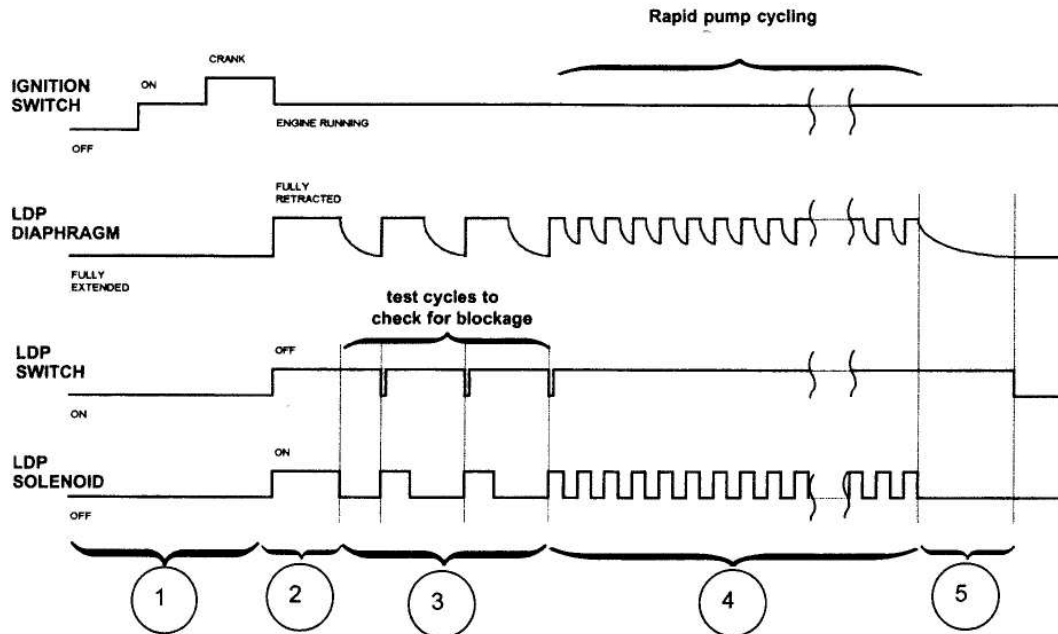 Rapid pump cycling
CRANK
ON
IGNITION
SWITCH
ENGINE RUNNING
OFF
FULLY
RETRACTED
LDP
DIAPHRAGM
FULLY
EXTENDED
test cycles to
check for blockage
OFF
LDP
SWITCH
ON
ON
LDP
SOLENOID
OFF
1
2
3
4
5